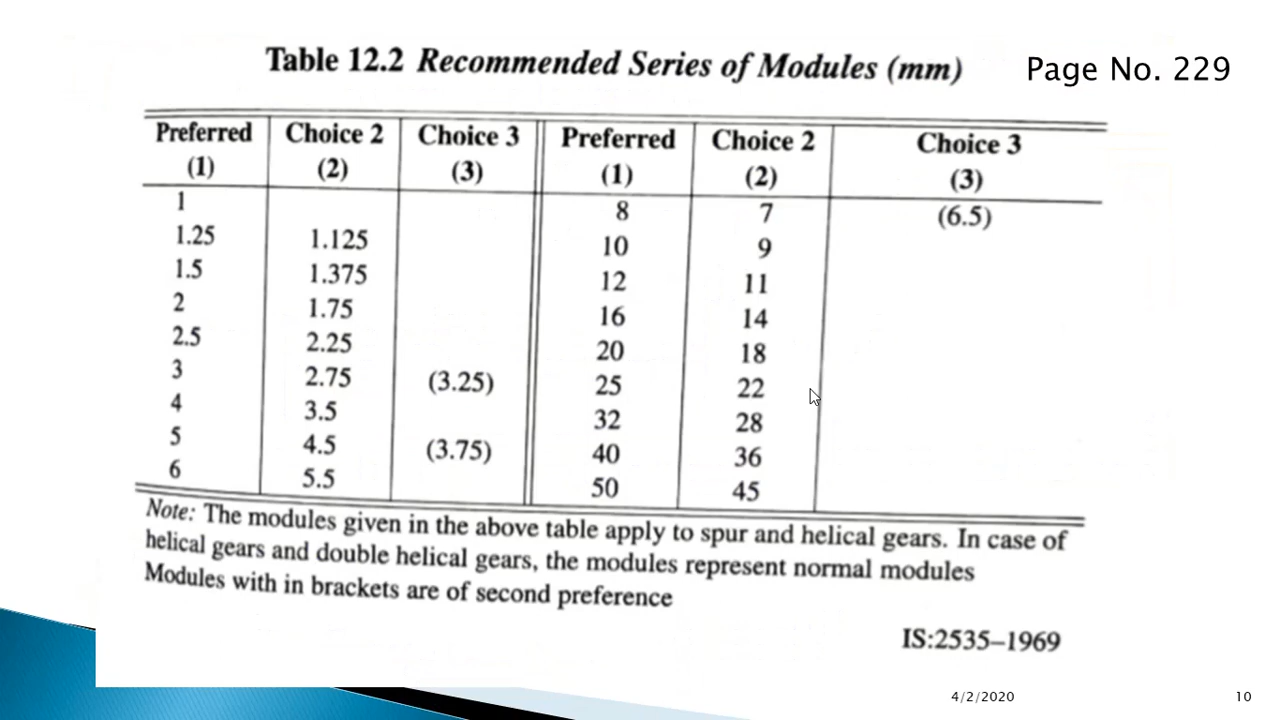 Table 12.2 Recommended Series of Modules (mm)
Page No. 229
Preferred Choice 2 Choice 3 Preferred Choice 2 Choice 3
(1) (2) (3) (1) (2) (3)
1 8 7 (6.5)
1.25 1.125 10 9
1.5 1.375 12 11
2 1.75 16 14
2.5 2.25 20 18
3 2.75 (3.25) 25 22
4 3.5 32 28
5 4.5 (3.75) 40 36
6 5.5 50 45
Note: The modules given in the above table apply to spur and helical gears. In case of
helical gears and double helical gears, the modules represent normal modules
Modules with in brackets are of second preference
IS:2535–1969
4/2/2020 10